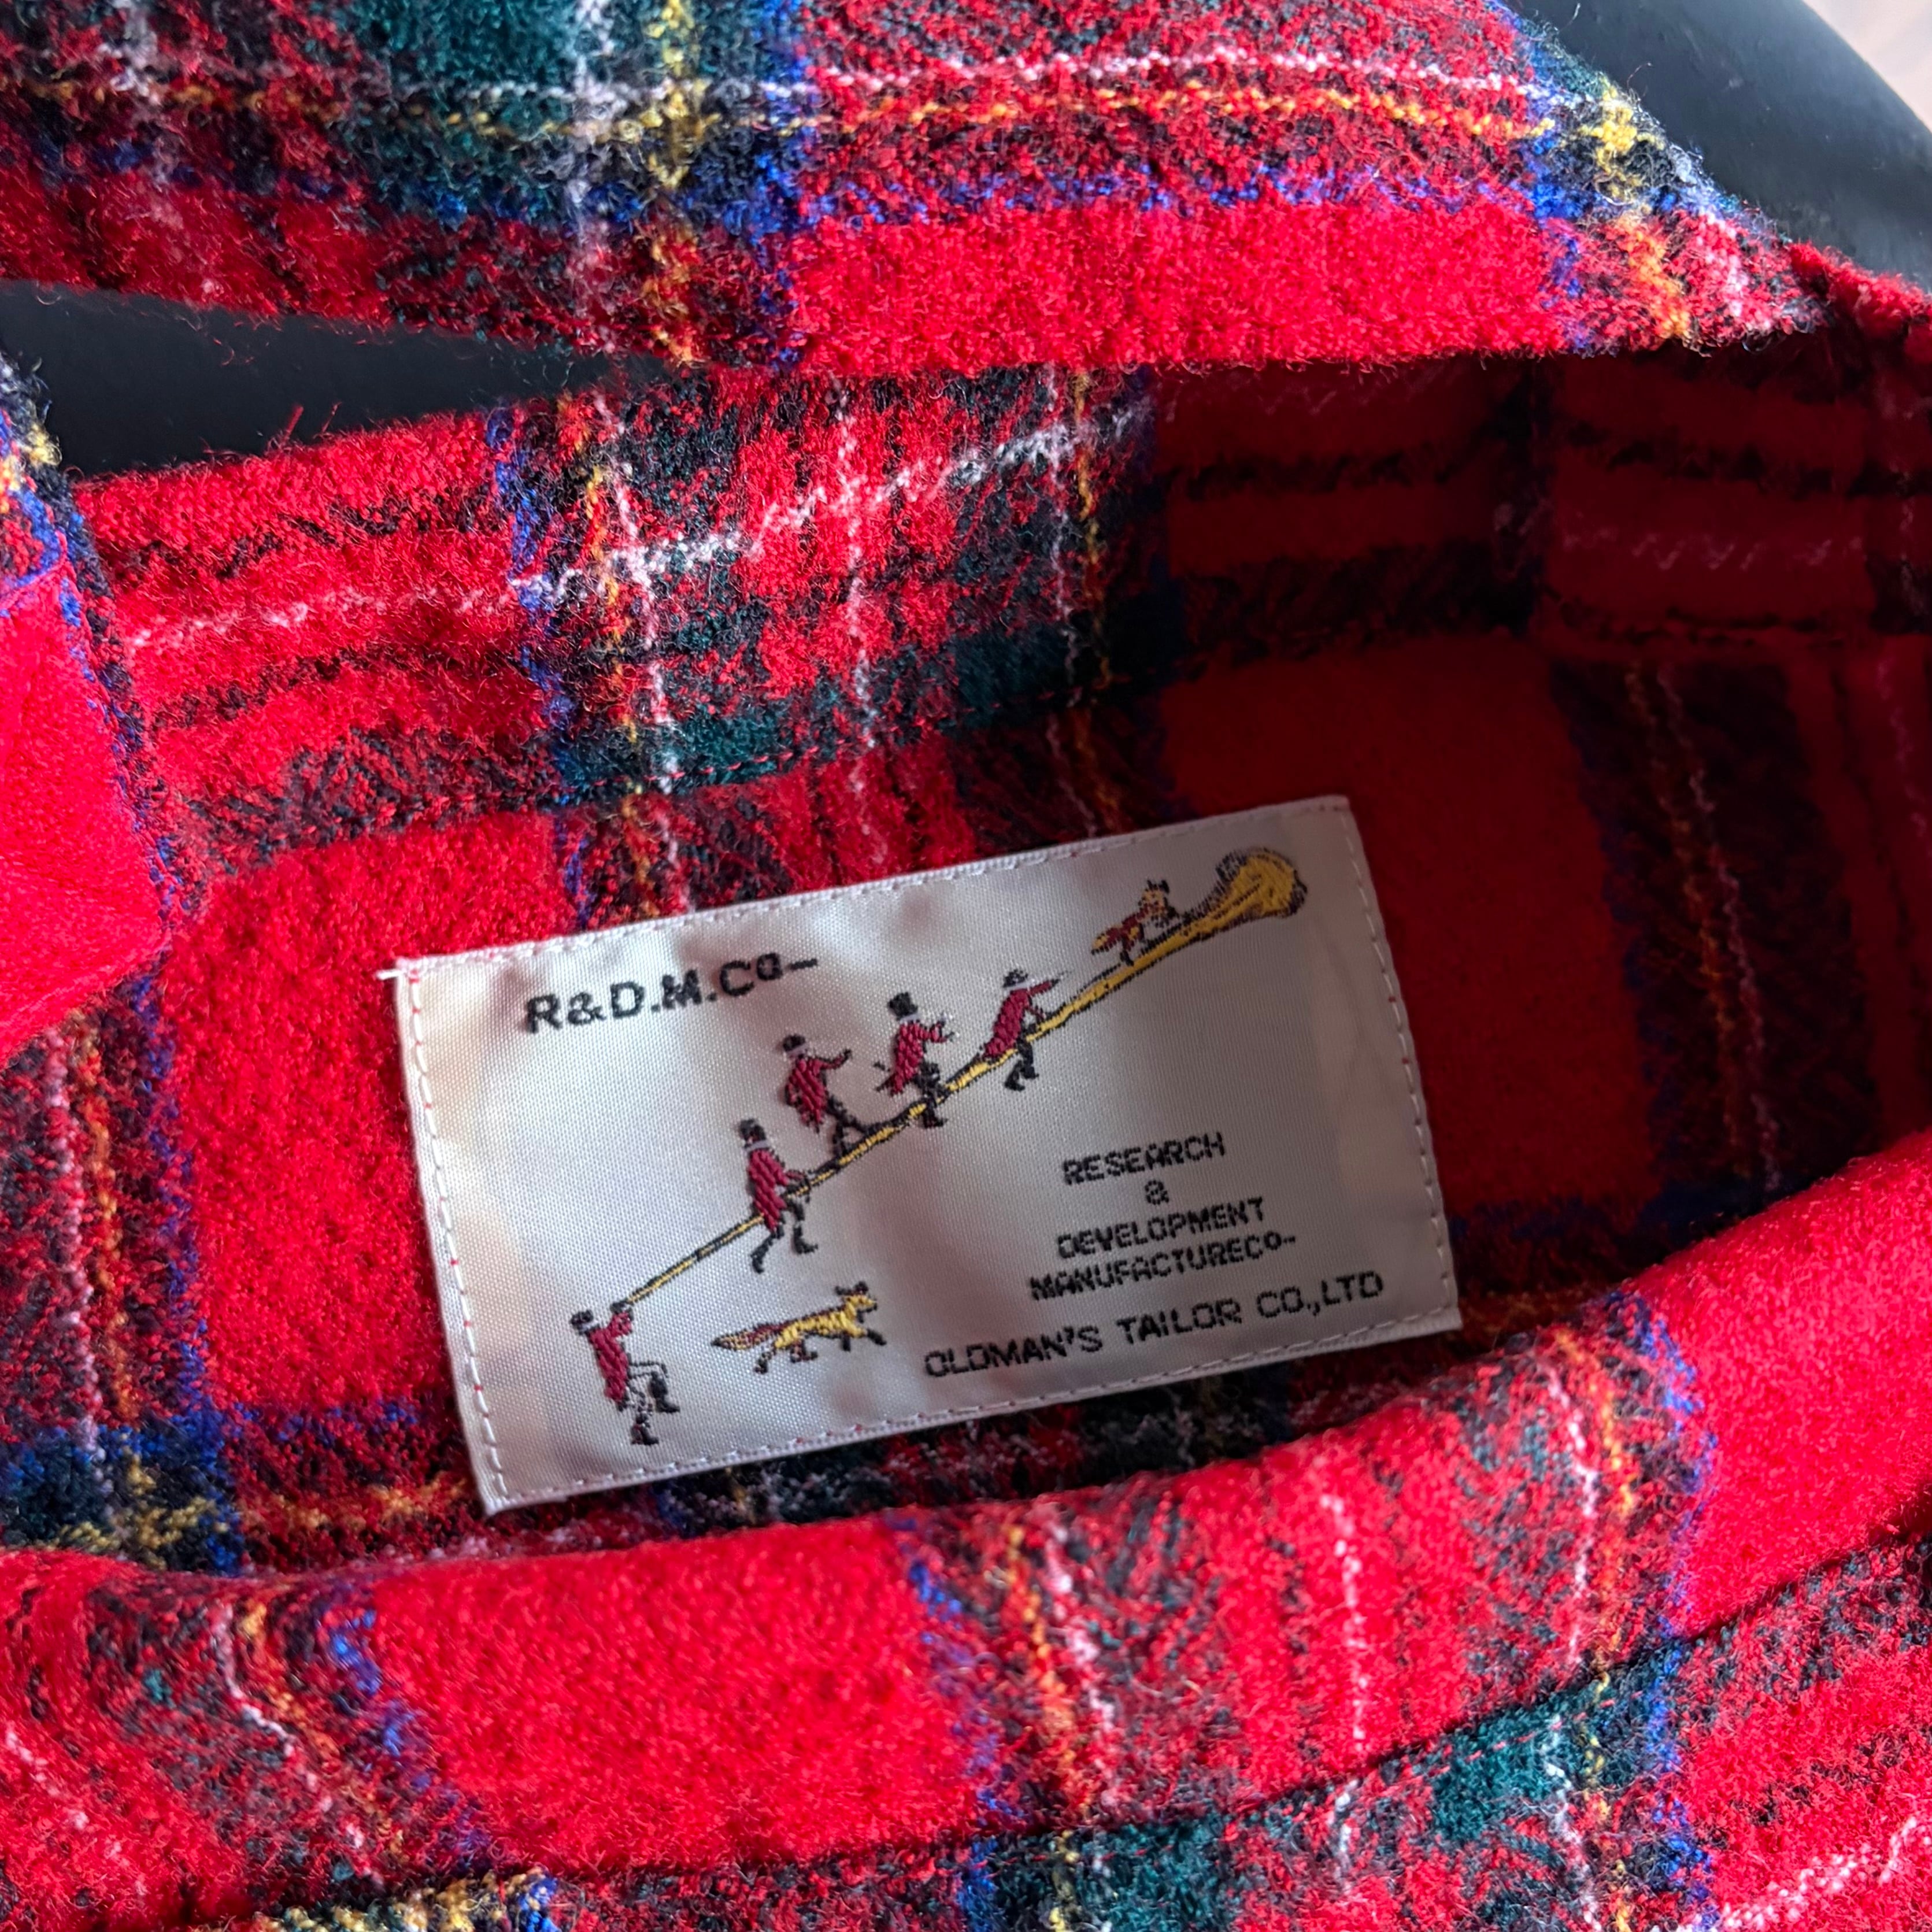 R&D.M.Co-
RESEARCH
&
DEVELOPMENT
MANUFACTURECo-
OLDMAN'S TAILOR CO.,LTD